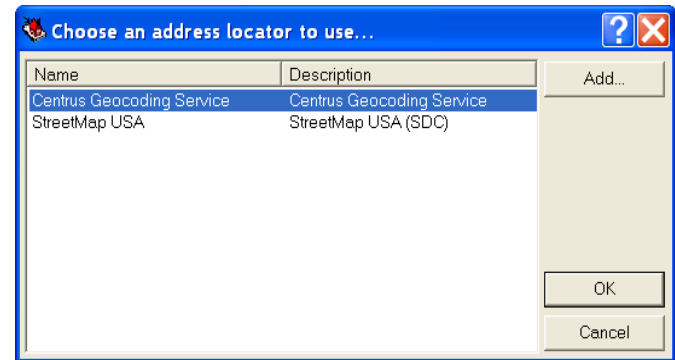 Choose an address locator to use...
Name Description
Add...
Centrus Geocoding Service Centrus Geocoding Service
StreetMap USA StreetMap USA (SDC)
OK
Cancel